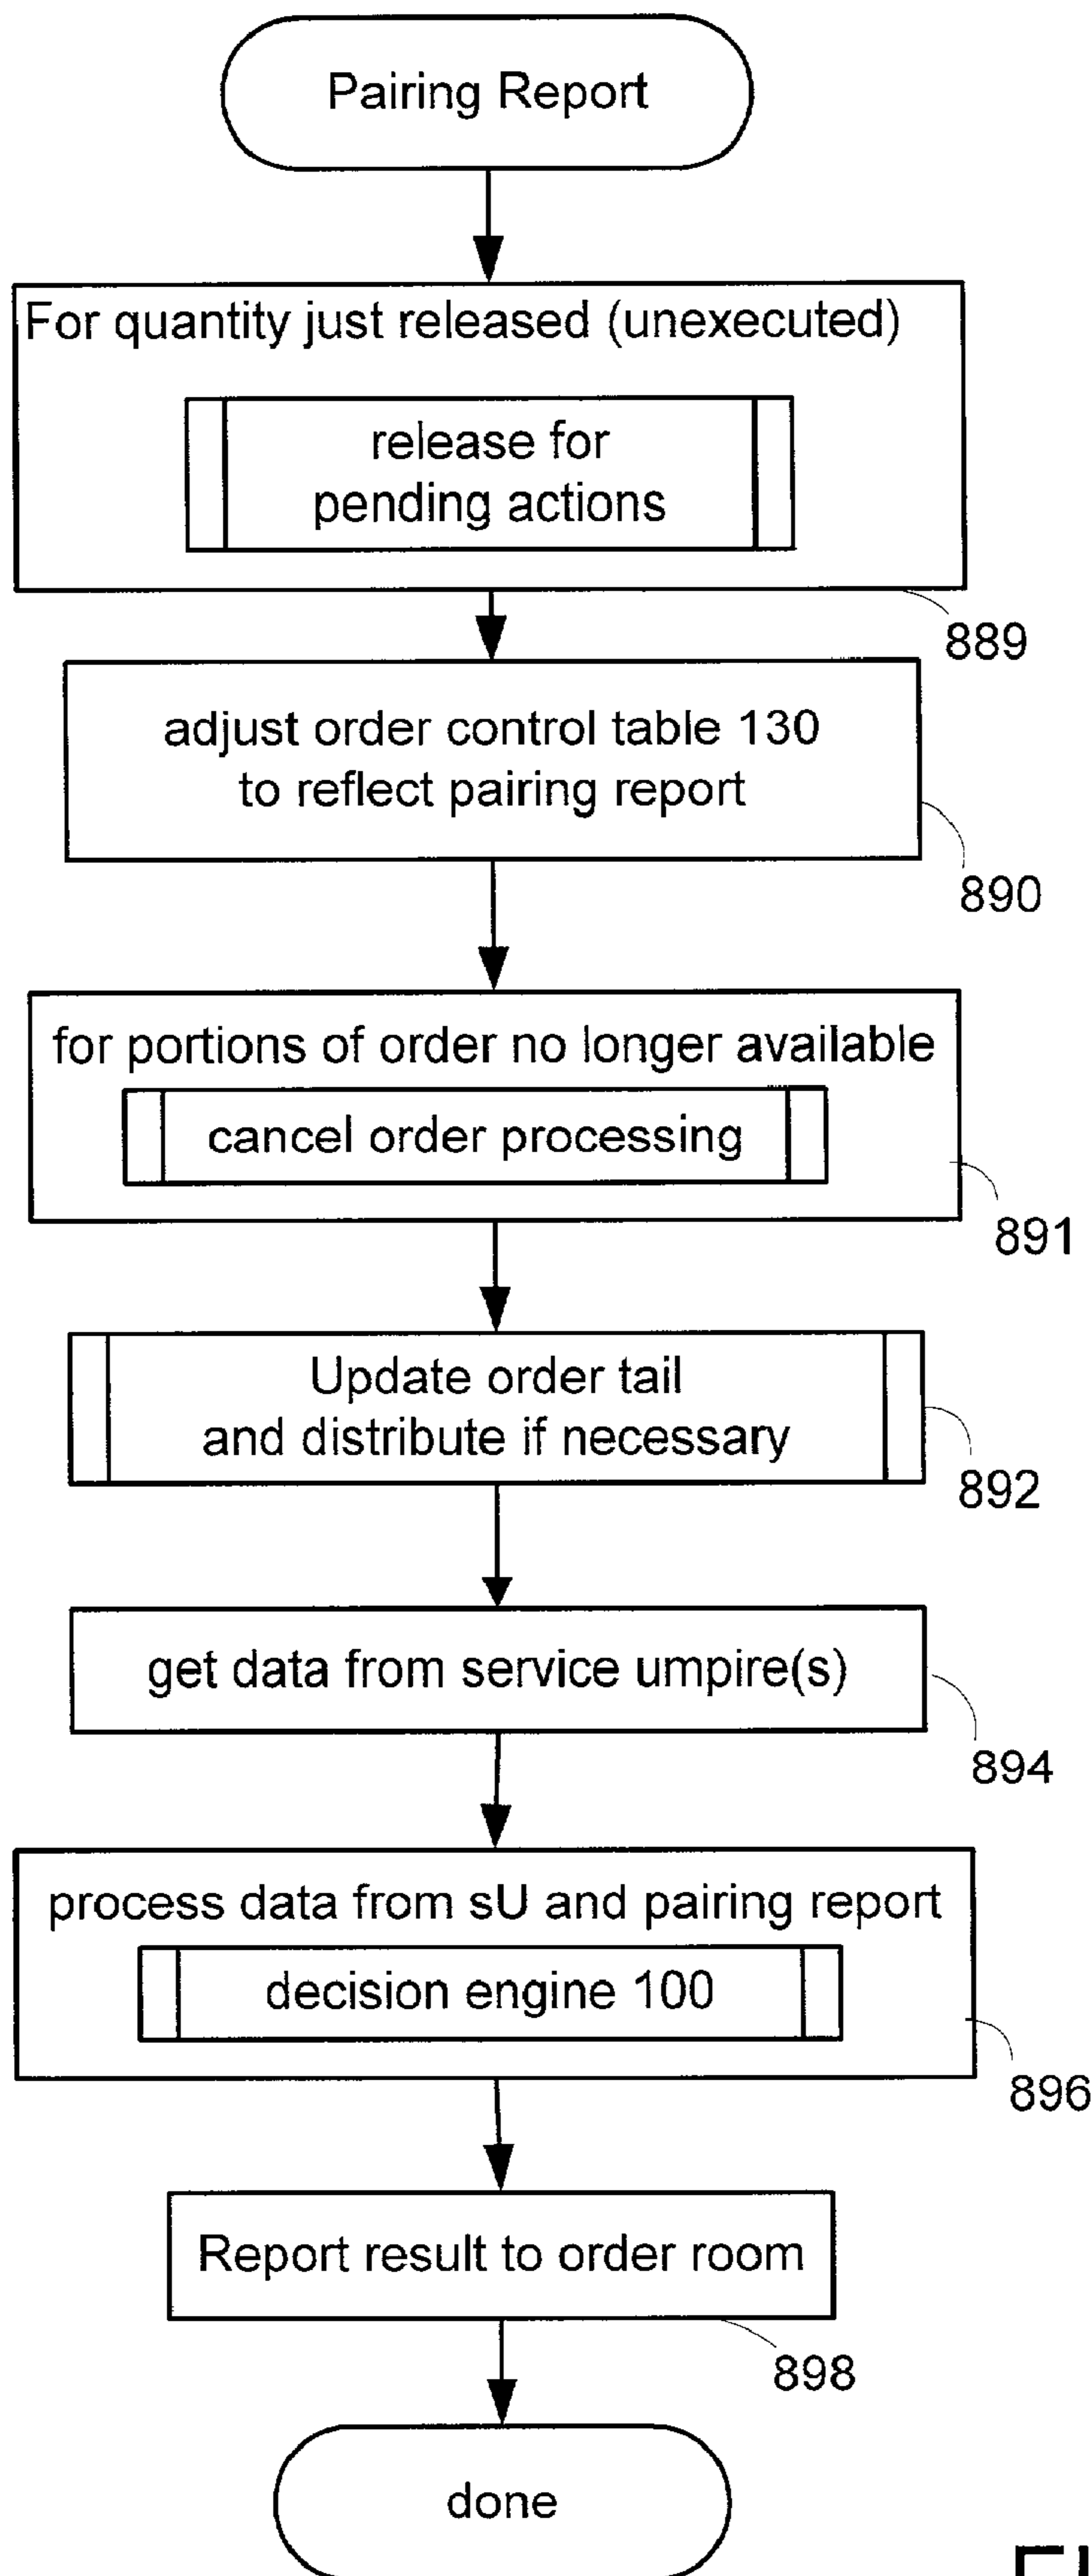 Pairing Report
For quantity just released (unexecuted)
release for
pending actions
889
adjust order control table 130
to reflect pairing report
890
for portions of order no longer available
cancel order processing
891
Update order tail
and distribute if necessary
892
get data from service umpire(s)
894
process data from sU and pairing report
decision engine 100
896
Report result to order room
898
done